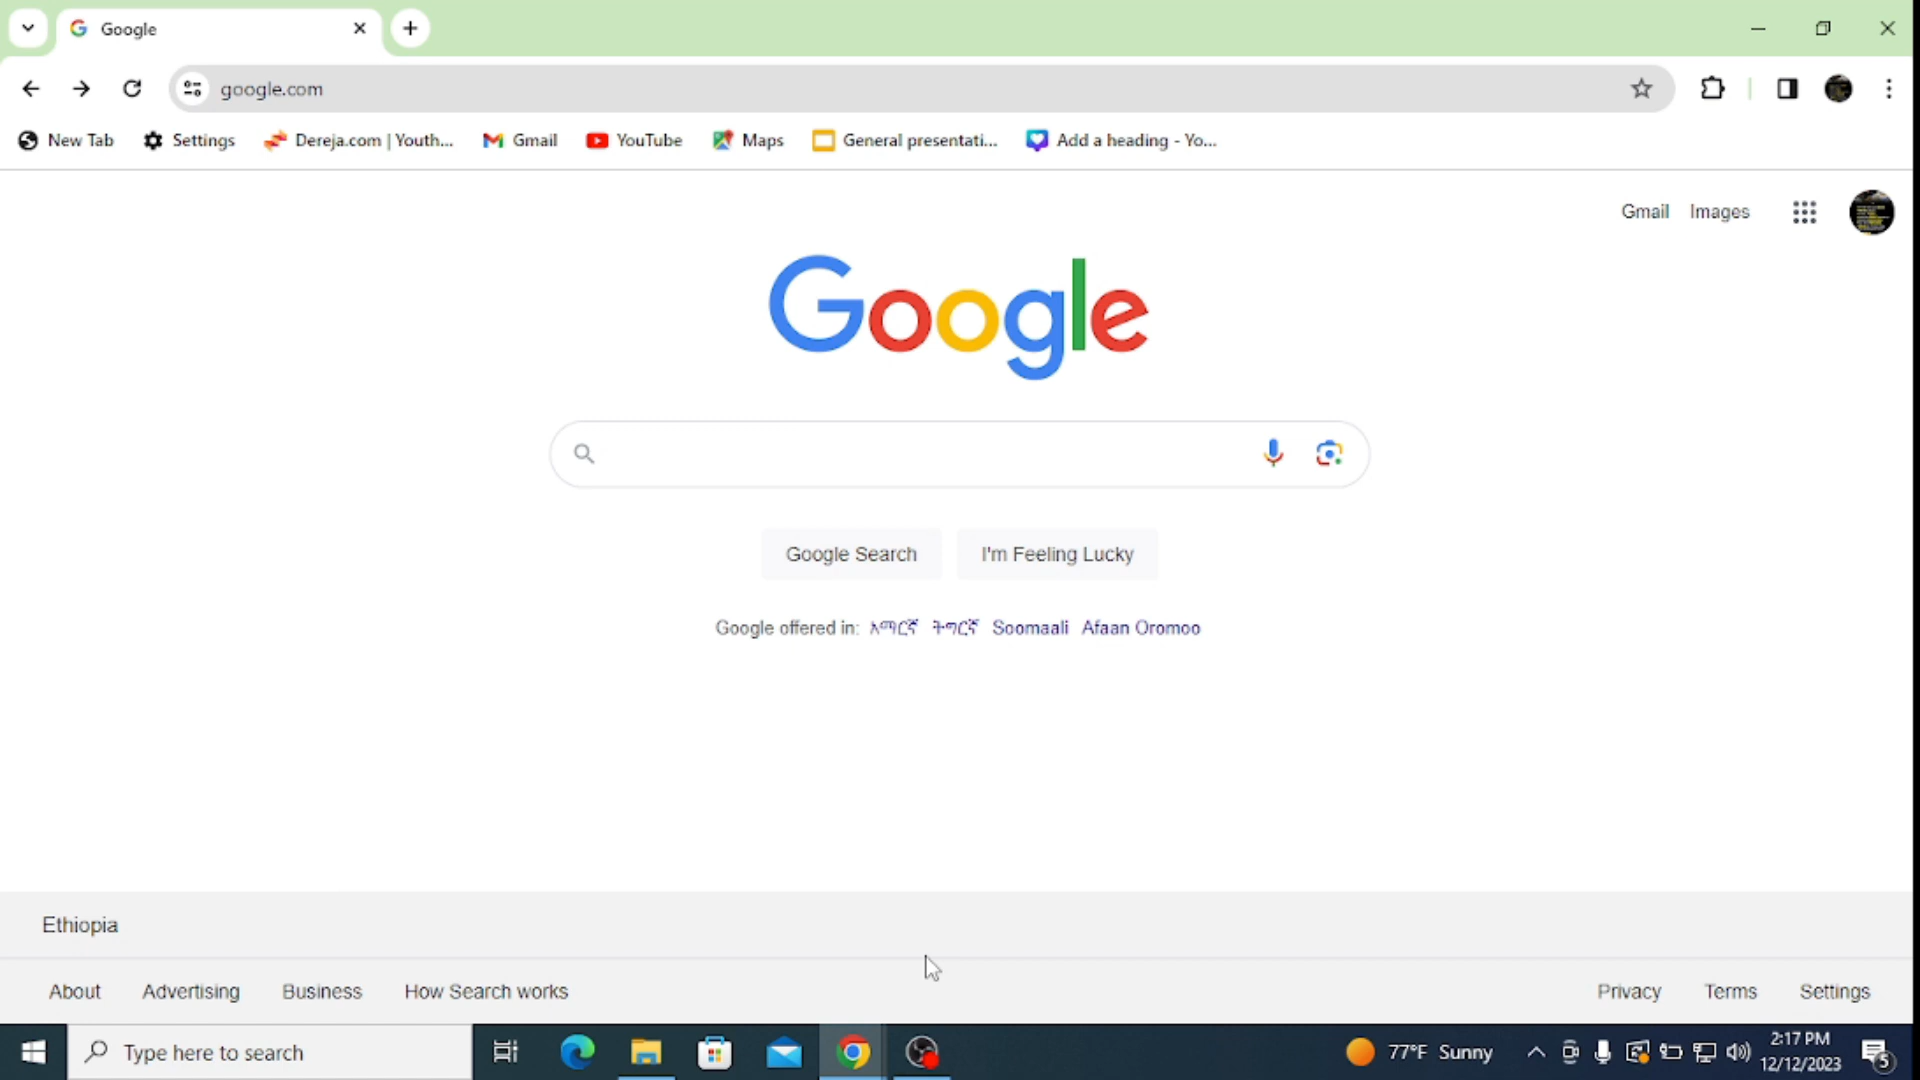 Google
google.com
New Tab Settings Dereja.com | Youth... Gmail YouTube Maps General presentati... Add a heading - Yo...
Gmail Images
Google
Google Search I'm Feeling Lucky
Google offered in: አማርኛ ትግርኛ Soomaali Afaan Oromoo
Ethiopia
About Advertising Business How Search works Privacy Terms Settings
Type here to search 77°F Sunny 2:17 PM
12/12/2023 5